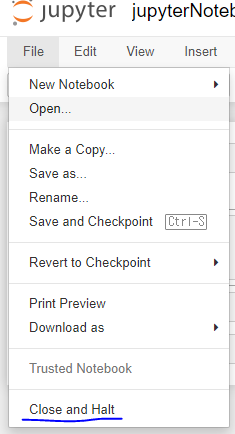 jupyter jupyterNoteb
File Edit View Insert
New Notebook
Open...
Make a Copy...
Save as...
Rename...
Save and Checkpoint Ctrl-S
Revert to Checkpoint
Print Preview
Download as
Trusted Notebook
Close and Halt